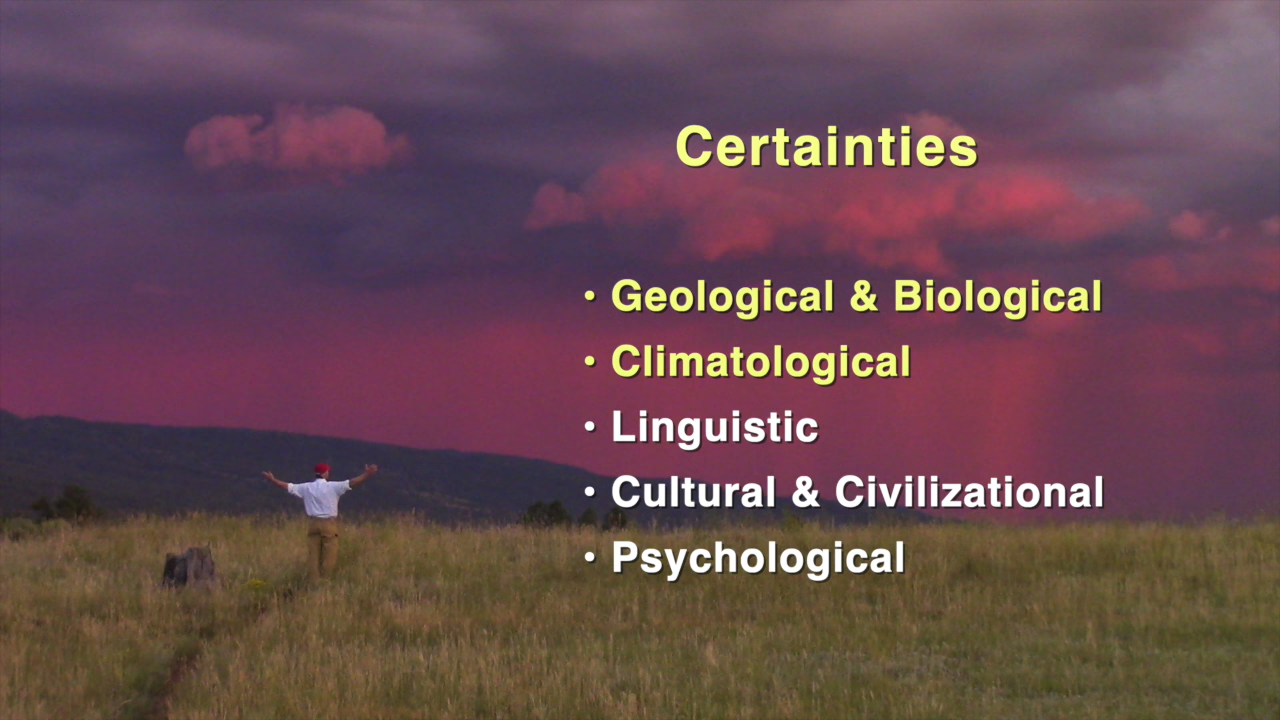 Certainties
• Geological & Biological
• Climatological
• Linguistic
• Cultural & Civilizational
• Psychological